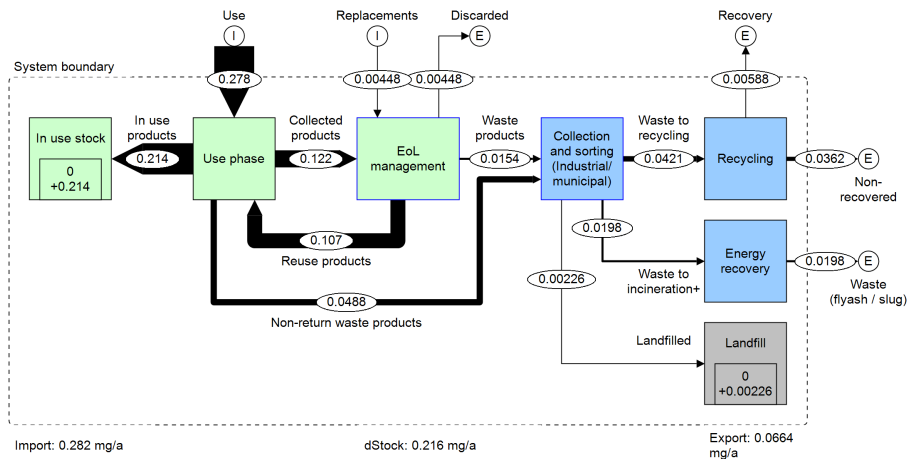 Use
Replacements
Discarded
Recovery
I
I
E
E
0.278
0.00448
0.00448
0.00588
System boundary
In use stock
0
+0.214
In use
products
0.214
Use phase
Collected
products
0.122
EoL
management
Waste
products
0.0154
Collection
and sorting
(Industrial/
municipal)
Waste to
recycling
0.0421
Recycling
0.0362
E
Non-
recovered
0.107
Reuse products
0.0198
0.00226
Energy
recovery
0.0198
E
Waste
(flyash / slug)
Waste to
incineration+
0.0488
Non-return waste products
Landfilled
Landfill
0
+0.00226
Import: 0.282 mg/a
dStock: 0.216 mg/a
Export: 0.0664
mg/a